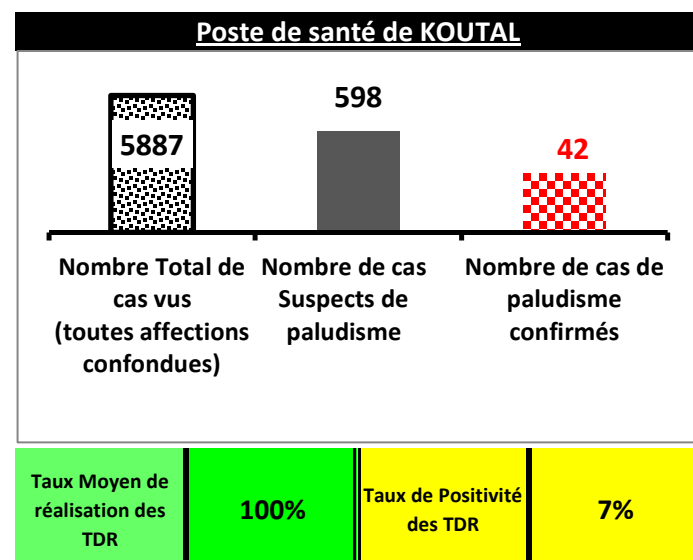 Poste de santé de KOUTAL
5887
598
42
Nombre Total de
cas vus
(toutes affections
confondues)
Nombre de cas
Suspects de
paludisme
Nombre de cas de
paludisme
confirmés
Taux Moyen de
réalisation des
TDR
100%
Taux de Positivité
des TDR
7%